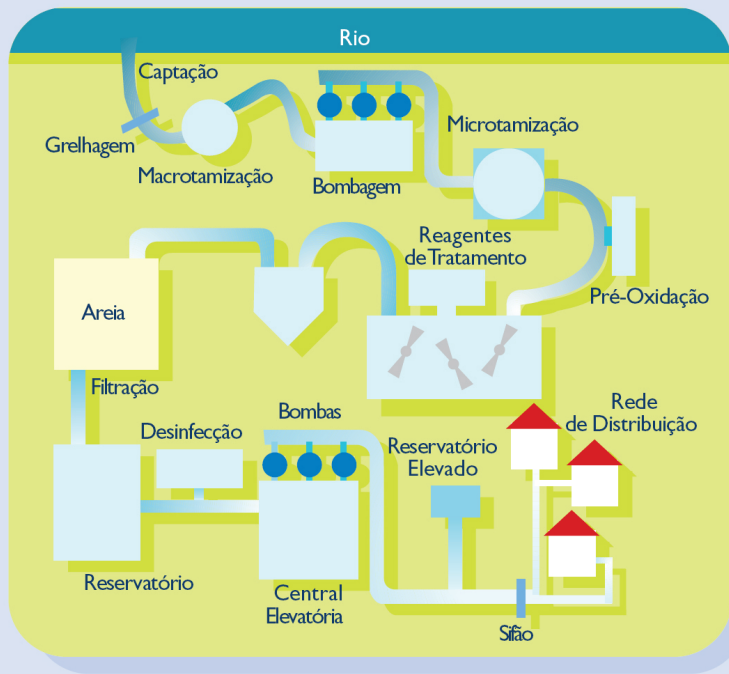 Rio
Captação
Grelhagem
Macrotamização
Bombagem
Microtamização
Reagentes
de Tratamento
Pré-Oxidação
Areia
Filtração
Desinfecção
Bombas
Reservatório
Elevado
Rede
de Distribuição
Reservatório
Central
Elevatória
Sifão